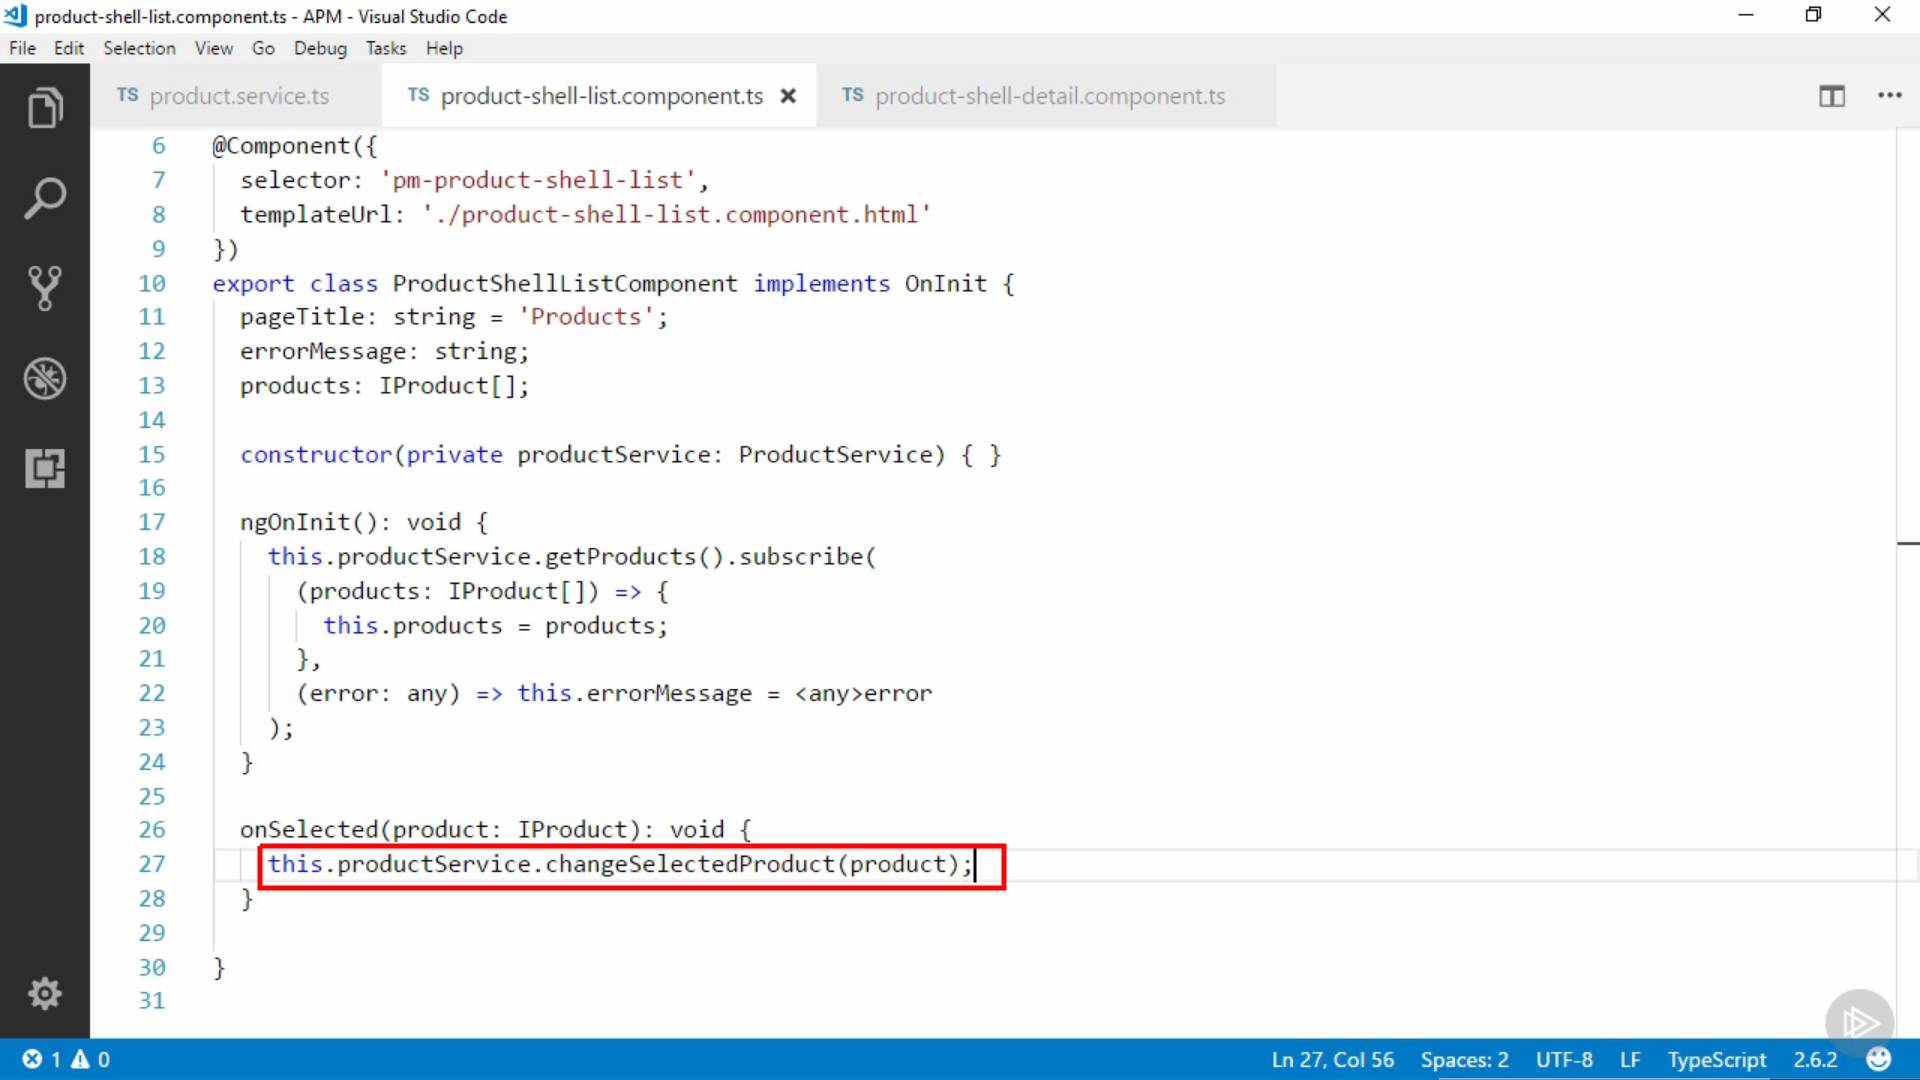 product-shell-list.component.ts - APM - Visual Studio Code
File Edit Selection View Go Debug Tasks Help
TS product.service.ts TS product-shell-list.component.ts TS product-shell-detail.component.ts
6 @Component({
7 selector: 'pm-product-shell-list',
8 templateUrl: './product-shell-list.component.html'
9 })
10 export class ProductShellListComponent implements OnInit {
11 pageTitle: string = 'Products';
12 errorMessage: string;
13 products: IProduct[];
14
15 constructor(private productService: ProductService) { }
16
17 ngOnInit(): void {
18 this.productService.getProducts().subscribe(
19 (products: IProduct[]) => {
20 this.products = products;
21 },
22 (error: any) => this.errorMessage = <any>error
23 );
24 }
25
26 onSelected(product: IProduct): void {
27 this.productService.changeSelectedProduct(product);
28 }
29
30 }
31
1 0 Ln 27, Col 56 Spaces: 2 UTF-8 LF TypeScript 2.6.2